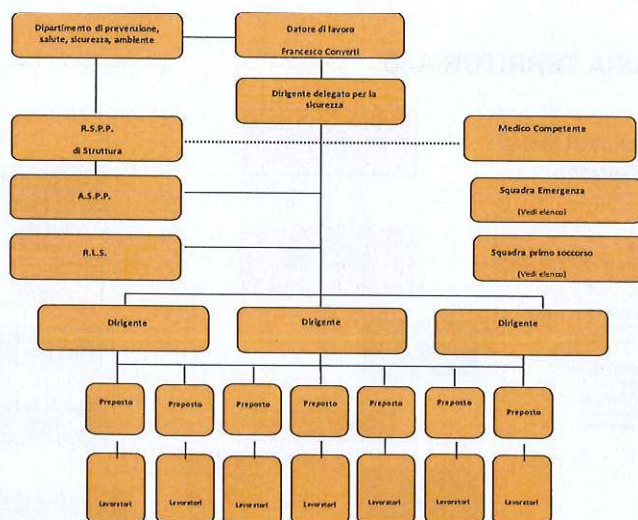 Dipartimento di prevenzione,
salute, sicurezza, ambiente
Datore di lavoro
Francesco Converti
Dirigente delegato per la
sicurezza
R.S.P.P.
di Struttura
Medico Competente
A.S.P.P.
Squadra Emergenza
(Vedi elenco)
R.L.S.
Squadra primo soccorso
(Vedi elenco)
Dirigente
Dirigente
Dirigente
Preposto
Preposto
Preposto
Preposto
Preposto
Preposto
Preposto
Lavoratori
Lavoratori
Lavoratori
Lavoratori
Lavoratori
Lavoratori
Lavoratori